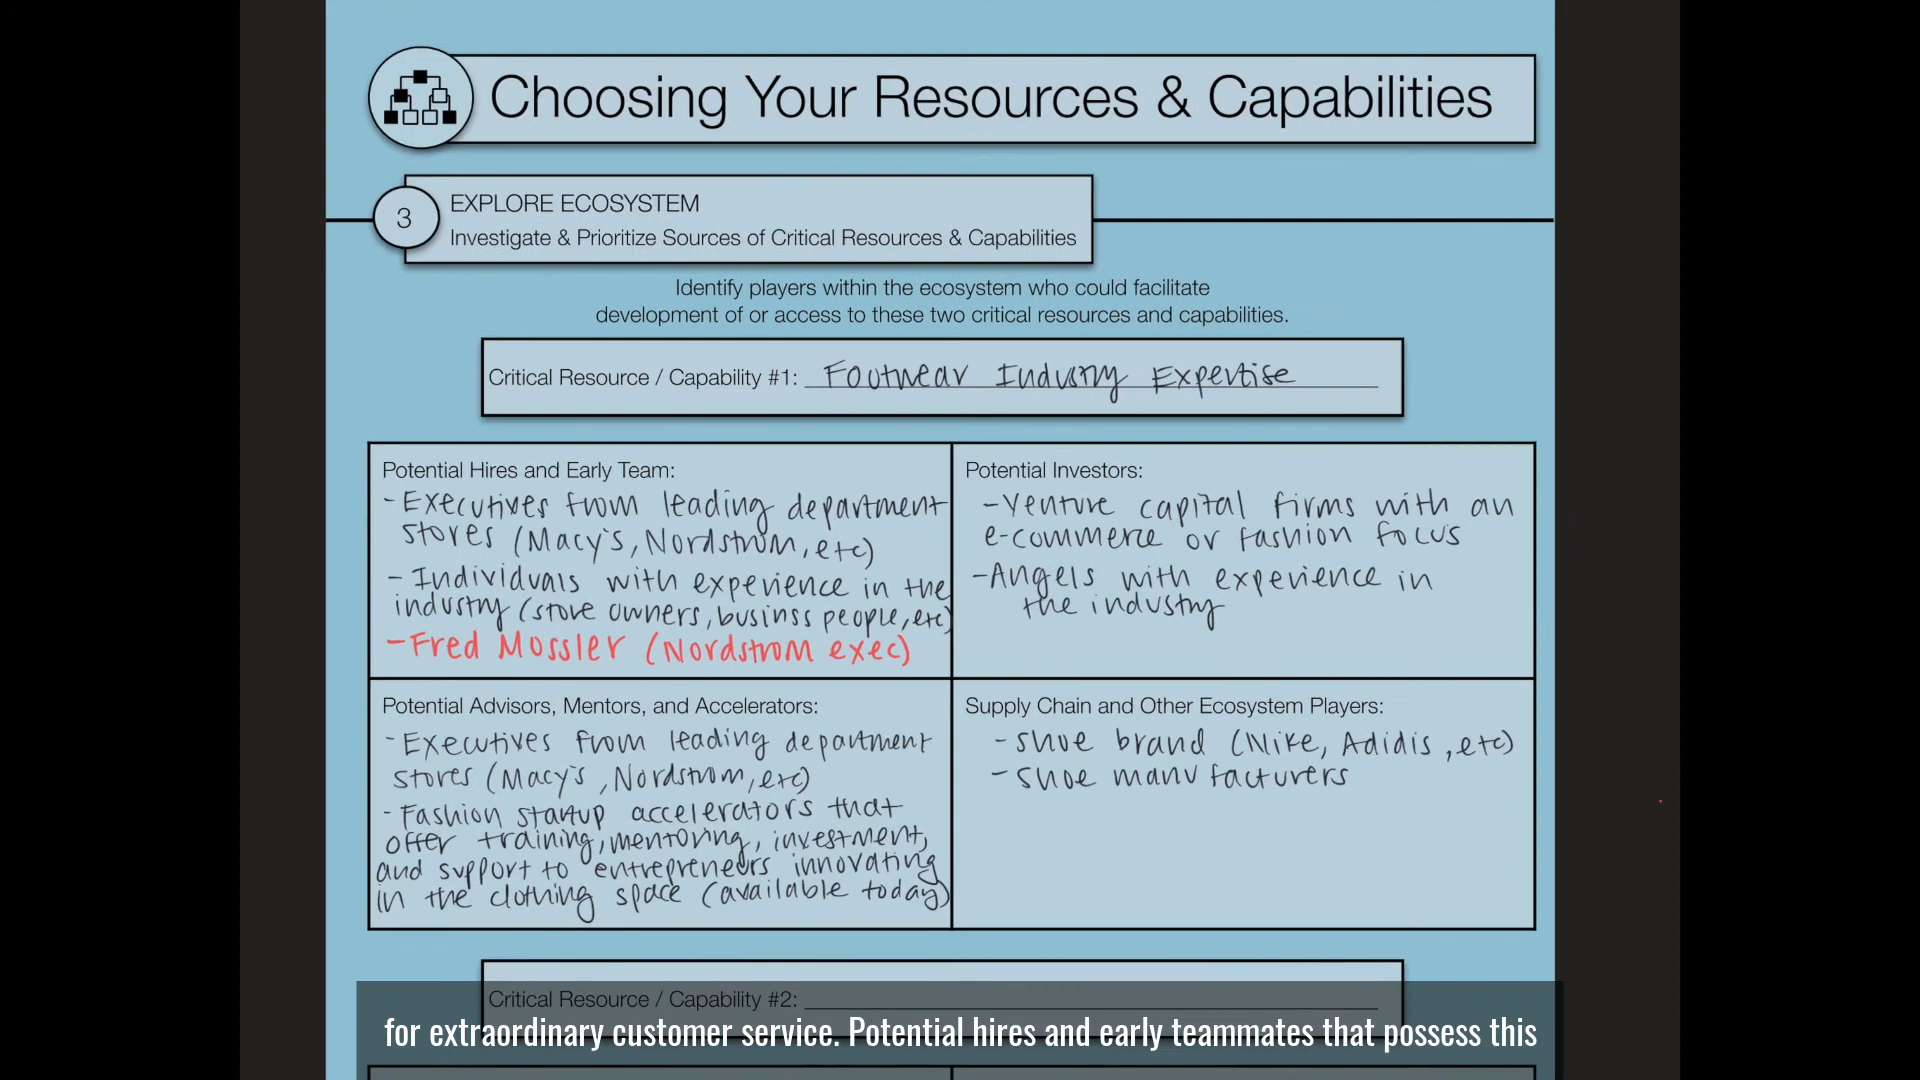 Choosing Your Resources & Capabilities
3
EXPLORE ECOSYSTEM
Investigate & Prioritize Sources of Critical Resources & Capabilities
Identify players within the ecosystem who could facilitate
development of or access to these two critical resources and capabilities.
Critical Resource / Capability #1: Footwear Industry Expertise
Potential Hires and Early Team:
- Executives from leading department
stores (Macy's, Nordstrom, etc)
- Individuals with experience in the
industry (store owners, businss people, etc)
- Fred Mossler (Nordstrom exec)
Potential Investors:
- Venture capital firms with an
e-commerce or fashion focus
- Angels with experience in
the industry
Potential Advisors, Mentors, and Accelerators:
- Executives from leading department
stores (Macy's, Nordstrom, etc)
- Fashion startup accelerators that
offer training, mentoring, investment,
and support to entrepreneurs innovating
in the clothing space (available today)
Supply Chain and Other Ecosystem Players:
- shoe brand (Nike, Adidis, etc)
- shoe manufacturers
Critical Resource / Capability #2:
for extraordinary customer service. Potential hires and early teammates that possess this